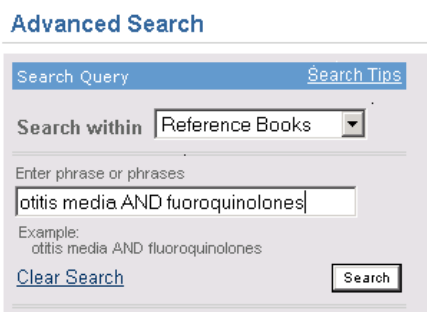 Advanced Search
Search Query Search Tips
Search within Reference Books
Enter phrase or phrases
otitis media AND fuoroquinolones
Example:
otitis media AND fluoroquinolones
Clear Search Search